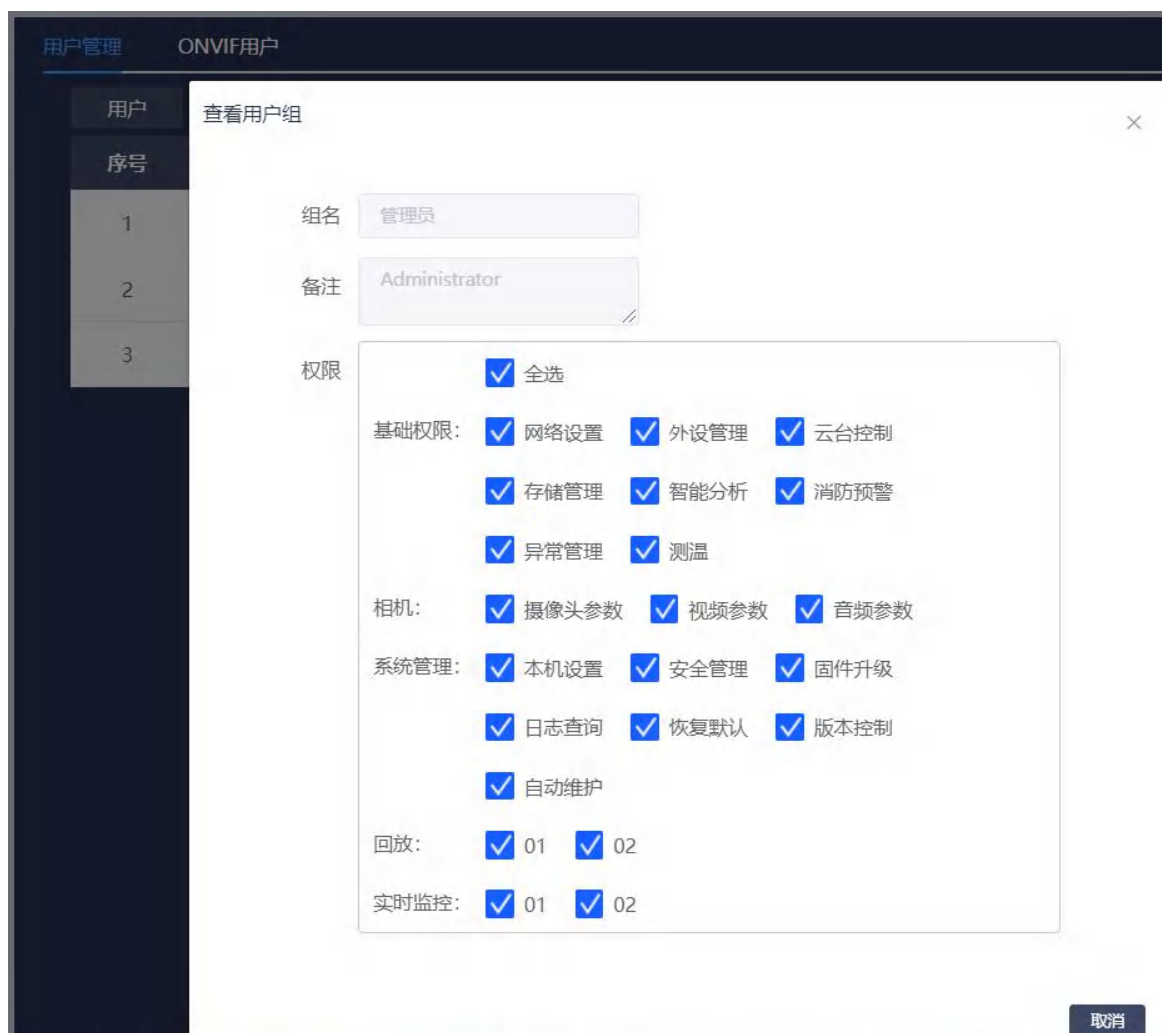 用户管理 ONVIF用户
用户
查看用户组
序号
组名 管理员
1
备注 Administrator
2
3
权限 全选
基础权限: 网络设置 外设管理 云台控制
存储管理 智能分析 消防预警
异常管理 测温
相机: 摄像头参数 视频参数 音频参数
系统管理: 本机设置 安全管理 固件升级
日志查询 恢复默认 版本控制
自动维护
回放: 01 02
实时监控: 01 02
取消